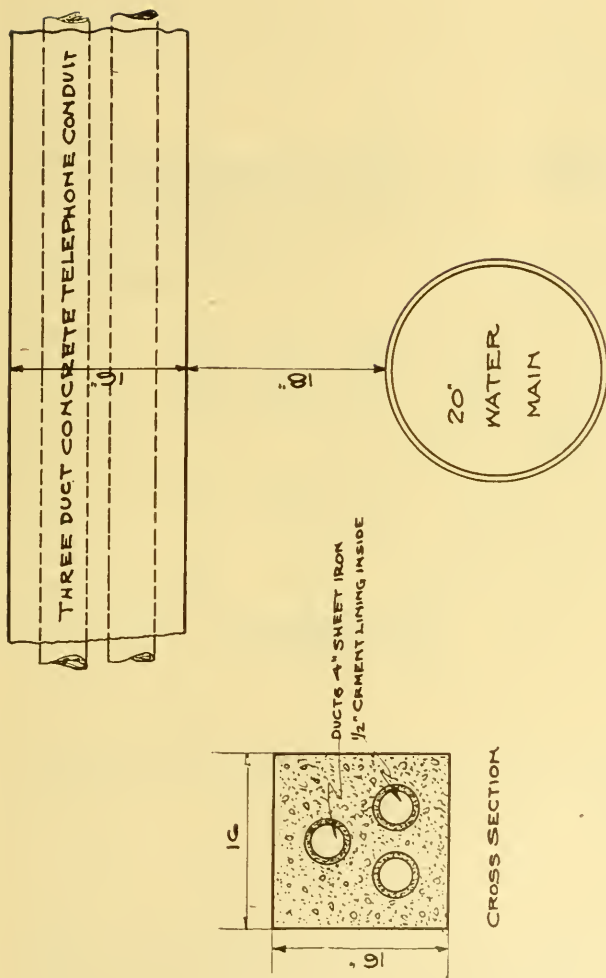 THREE DUCT CONCRETE TELEPHONE CONDUIT
16"
18"
20"
WATER
MAIN
DUCTS 4" SHEET IRON
1/2" CEMENT LINING INSIDE
16
16"
CROSS SECTION